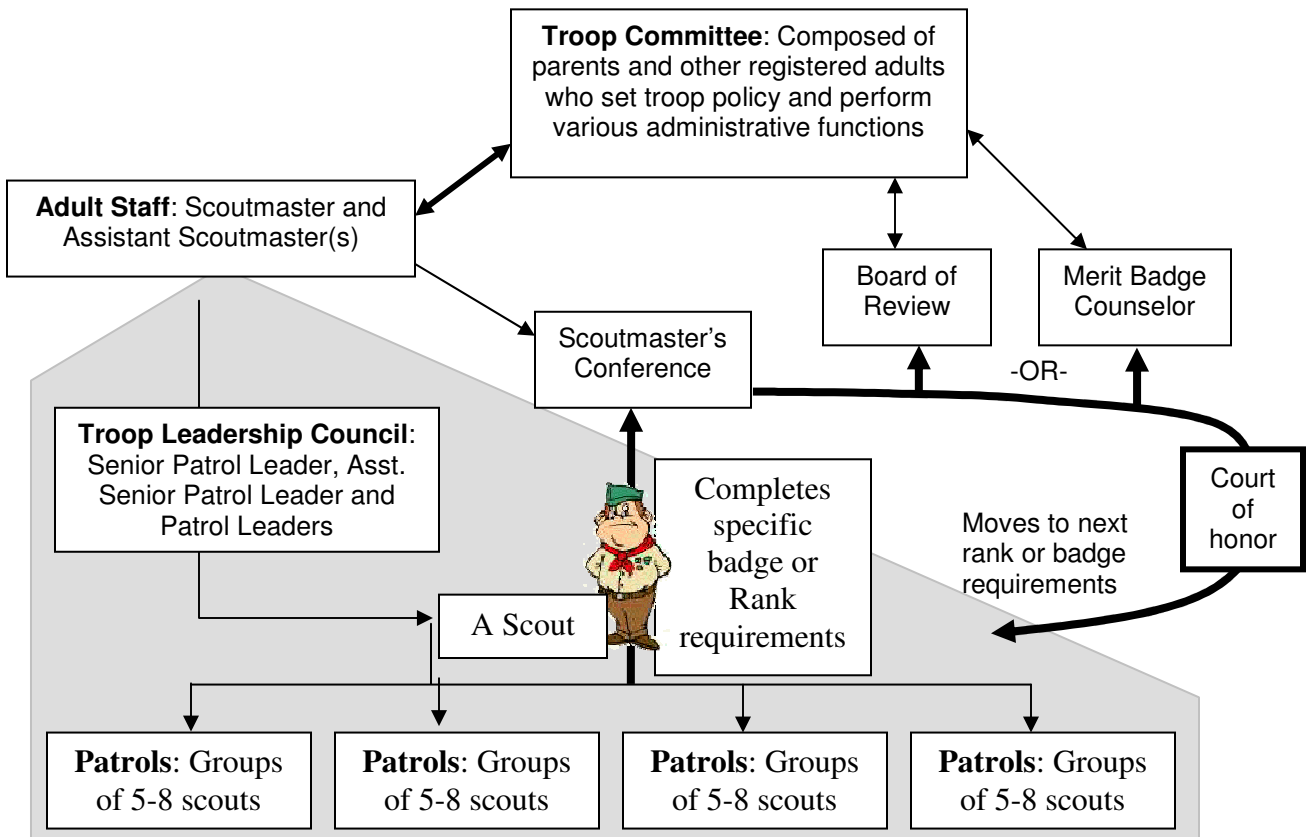 Troop Committee: Composed of
parents and other registered adults
who set troop policy and perform
various administrative functions
Adult Staff: Scoutmaster and
Assistant Scoutmaster(s)
Board of
Review
Merit Badge
Counselor
Scoutmaster's
Conference
-OR-
Troop Leadership Council:
Senior Patrol Leader, Asst.
Senior Patrol Leader and
Patrol Leaders
Completes
specific
badge or
Rank
requirements
Court
of
honor
Moves to next
rank or badge
requirements
A Scout
Patrols: Groups
of 5-8 scouts
Patrols: Groups
of 5-8 scouts
Patrols: Groups
of 5-8 scouts
Patrols: Groups
of 5-8 scouts